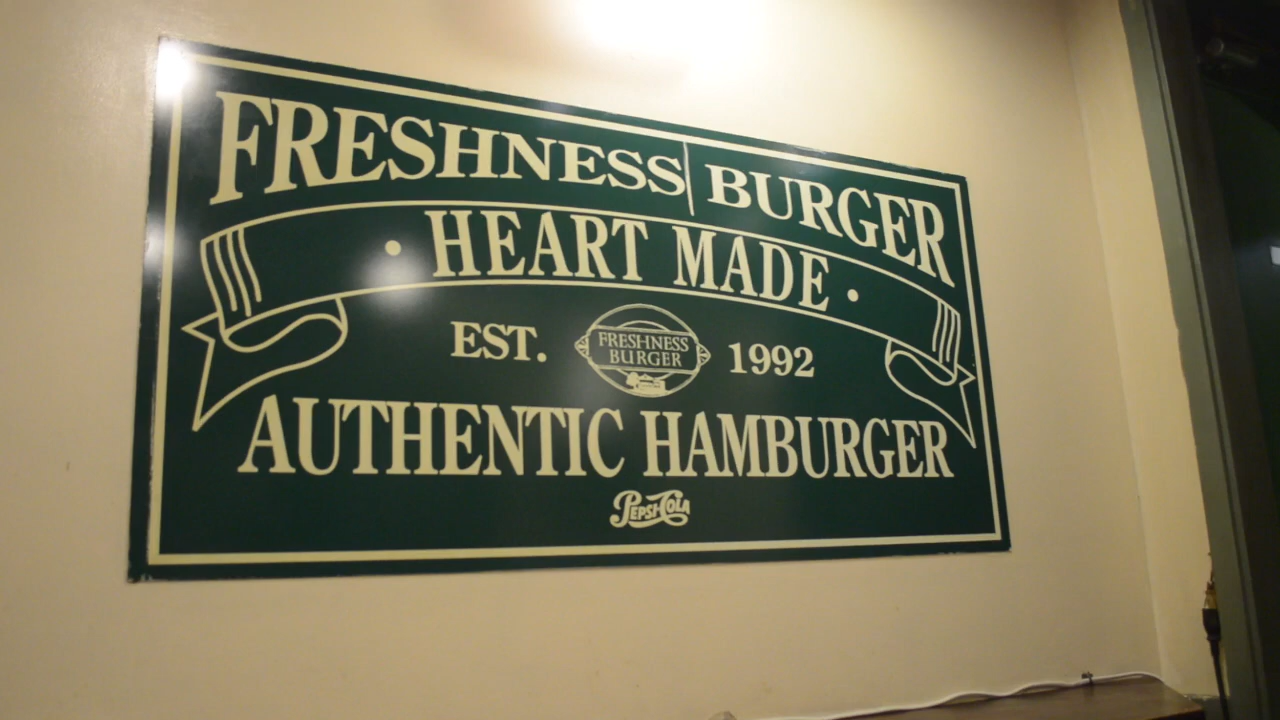 FRESHNESS BURGER
• HEART MADE •
EST. 1992
FRESHNESS
BURGER
AUTHENTIC HAMBURGER
PEPSI-COLA